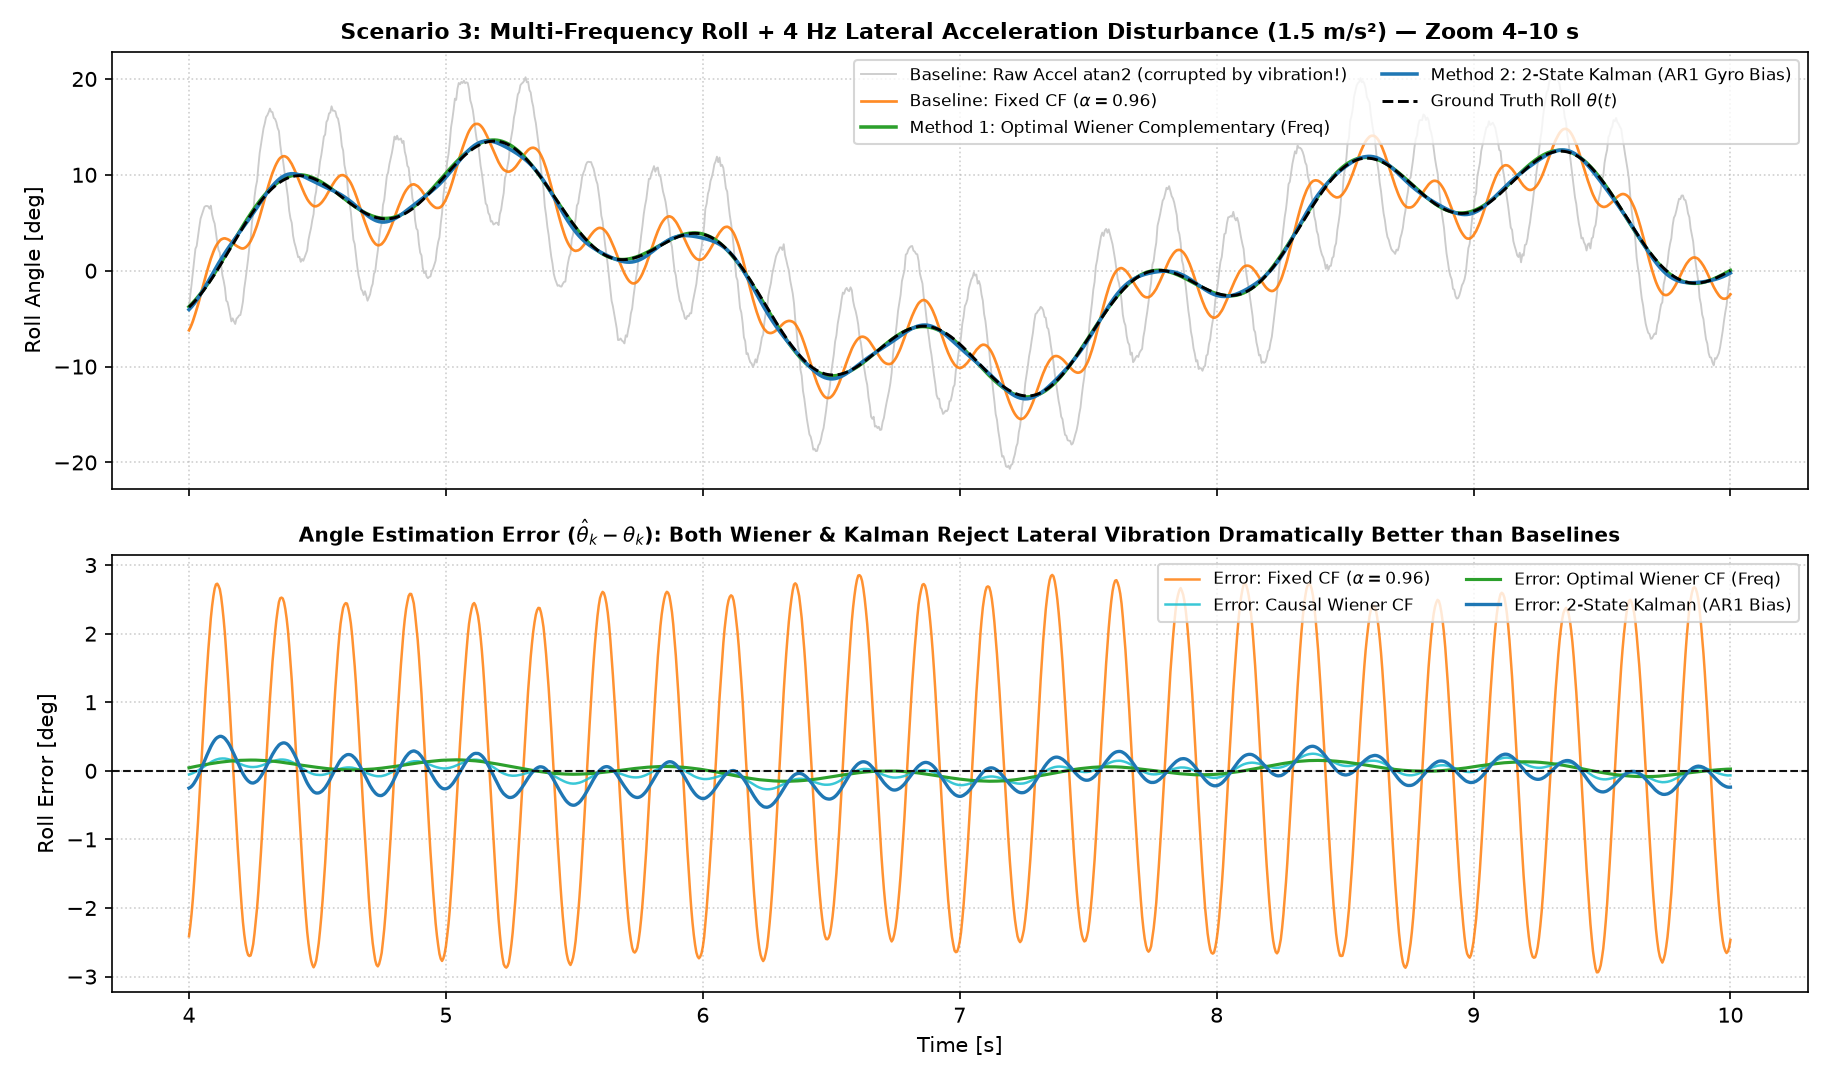 Scenario 3: Multi-Frequency Roll + 4 Hz Lateral Acceleration Disturbance (1.5 m/s²) — Zoom 4–10 s
Baseline: Raw Accel atan2 (corrupted by vibration!)
Baseline: Fixed CF (α = 0.96)
Method 1: Optimal Wiener Complementary (Freq)
Method 2: 2-State Kalman (AR1 Gyro Bias)
Ground Truth Roll θ(t)
Roll Angle [deg]
20
10
0
−10
−20
Angle Estimation Error (θ̂ₖ − θₖ): Both Wiener & Kalman Reject Lateral Vibration Dramatically Better than Baselines
Error: Fixed CF (α = 0.96)
Error: Causal Wiener CF
Error: Optimal Wiener CF (Freq)
Error: 2-State Kalman (AR1 Bias)
Roll Error [deg]
3
2
1
0
−1
−2
−3
4 5 6 7 8 9 10
Time [s]